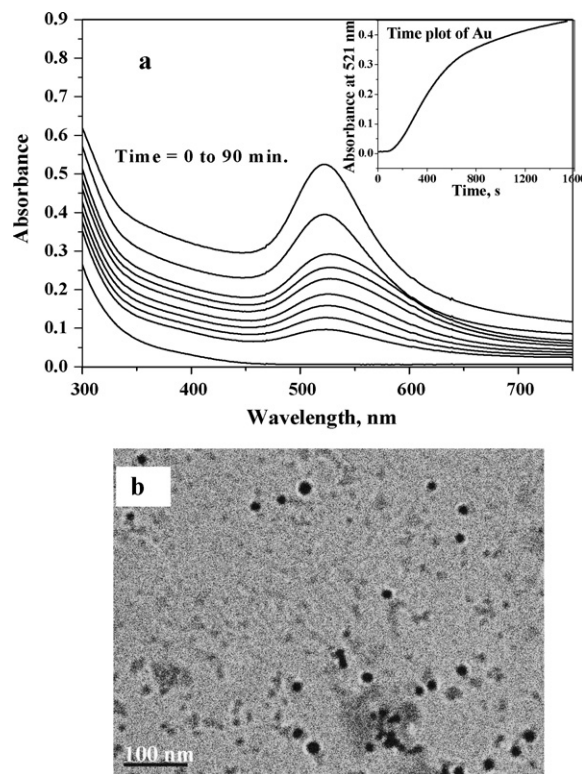 a
Time = 0 to 90 min.
Absorbance
0.9
0.8
0.7
0.6
0.5
0.4
0.3
0.2
0.1
0.0
300
400
500
600
700
Wavelength, nm
Time plot of Au
Absorbance at 521 nm
0.4
0.3
0.2
0.1
0.0
0
400
800
1200
1600
Time, s
b
100 nm